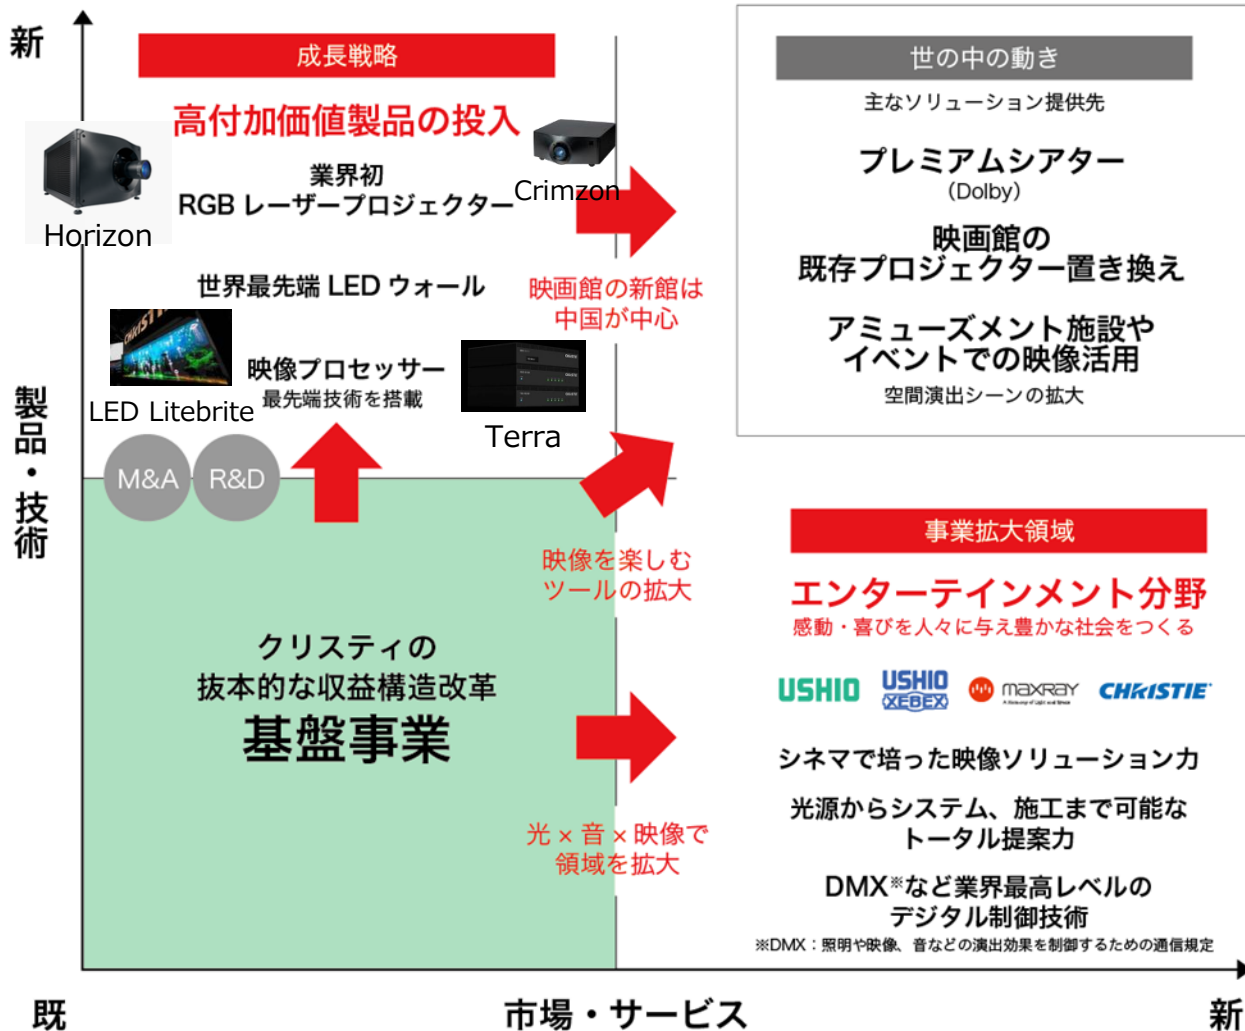 新
成長戦略
高付加価値製品の投入
業界初
RGB レーザープロジェクター
Horizon
Crimzon
世界最先端 LED ウォール
CHRISTIE
映像プロセッサー
最先端技術を搭載
LED Litebrite
Terra
映画館の新館は
中国が中心
製品・技術
M&A
R&D
映像を楽しむ
ツールの拡大
クリスティの
抜本的な収益構造改革
基盤事業
光×音×映像で
領域を拡大
世の中の動き
主なソリューション提供先
プレミアムシアター
（Dolby）
映画館の
既存プロジェクター置き換え
アミューズメント施設や
イベントでの映像活用
空間演出シーンの拡大
事業拡大領域
エンターテインメント分野
感動・喜びを人々に与え豊かな社会をつくる
USHIO
USHIO
XEBEX
maxray
A Harmony of Light and Space
CHRISTIE
シネマで培った映像ソリューション力
光源からシステム、施工まで可能な
トータル提案力
DMX※など業界最高レベルの
デジタル制御技術
※DMX：照明や映像、音などの演出効果を制御するための通信規定
既
市場・サービス
新